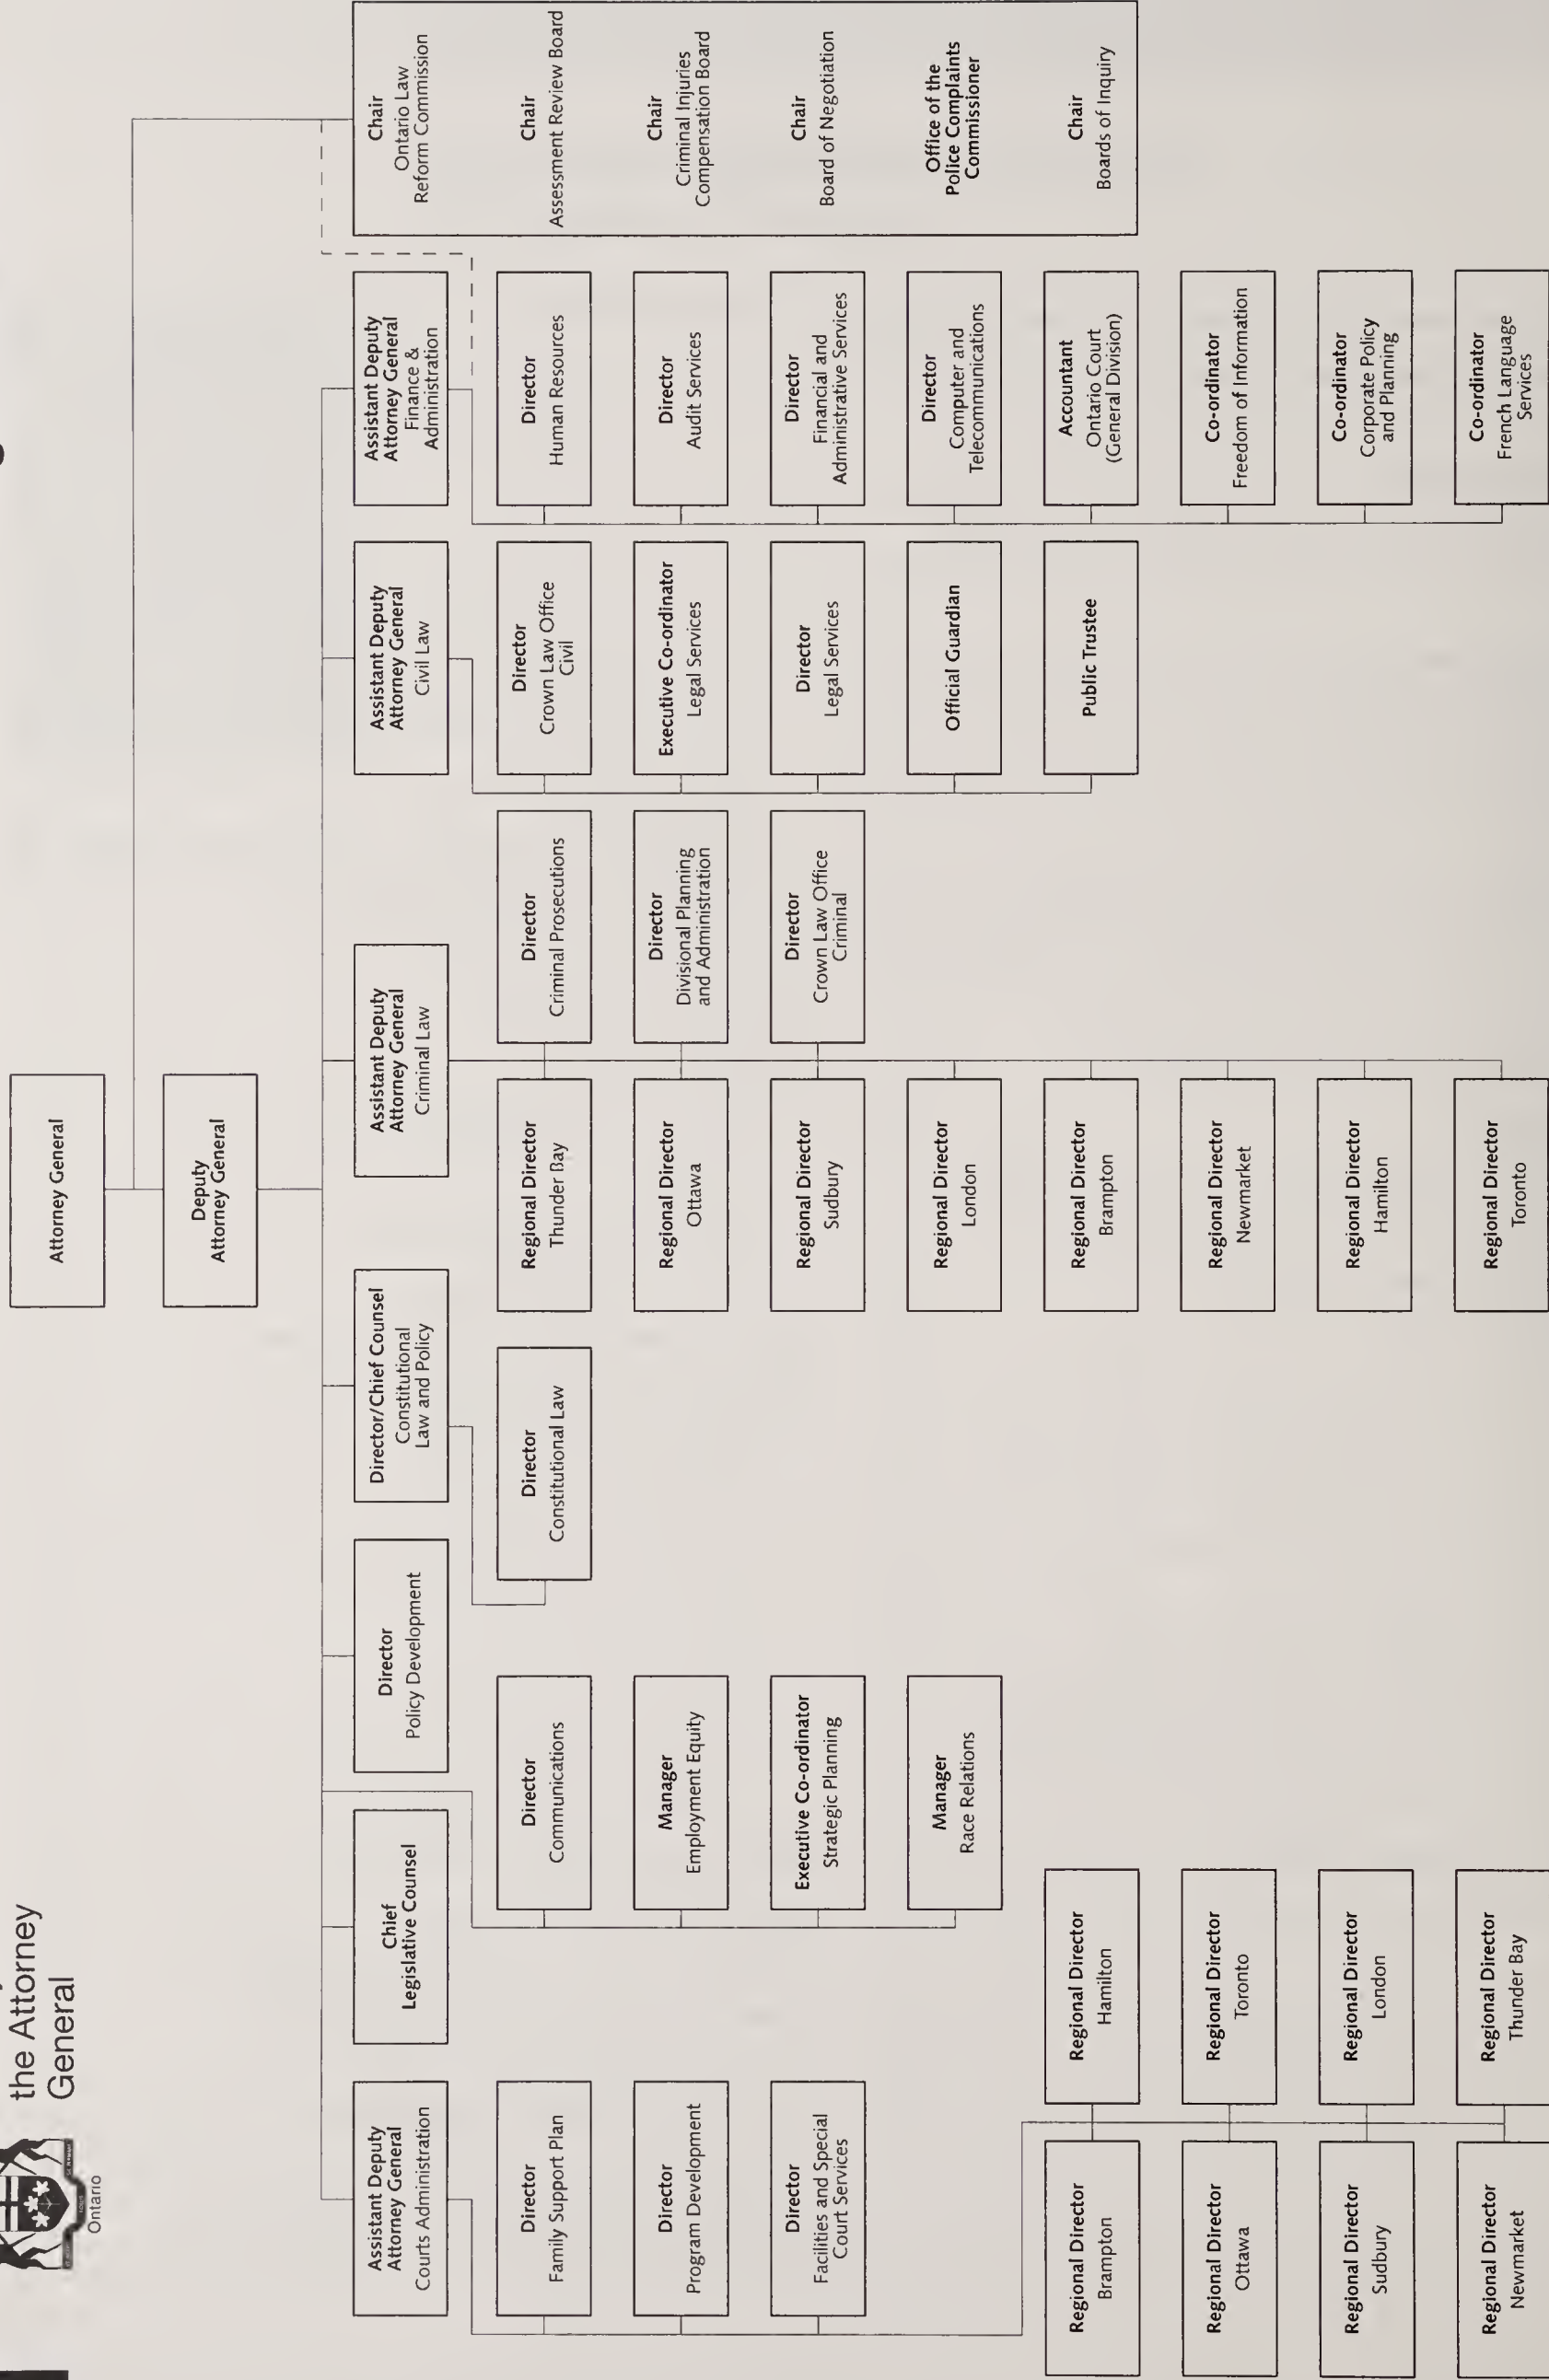 the Attorney
General
Ontario
Attorney General
Deputy
Attorney General
Assistant Deputy
Attorney General
Courts Administration
Chief
Legislative Counsel
Director
Policy Development
Director/Chief Counsel
Constitutional
Law and Policy
Assistant Deputy
Attorney General
Criminal Law
Assistant Deputy
Attorney General
Civil Law
Assistant Deputy
Attorney General
Finance &
Administration
Chair
Ontario Law
Reform Commission
Chair
Assessment Review Board
Chair
Criminal Injuries
Compensation Board
Chair
Board of Negotiation
Office of the
Police Complaints
Commissioner
Chair
Boards of Inquiry
Director
Family Support Plan
Director
Program Development
Director
Facilities and Special
Court Services
Regional Director
Brampton
Regional Director
Hamilton
Regional Director
Ottawa
Regional Director
Toronto
Regional Director
Sudbury
Regional Director
London
Regional Director
Newmarket
Regional Director
Thunder Bay
Director
Communications
Manager
Employment Equity
Executive Co-ordinator
Strategic Planning
Manager
Race Relations
Director
Constitutional Law
Regional Director
Thunder Bay
Regional Director
Ottawa
Regional Director
Sudbury
Regional Director
London
Regional Director
Brampton
Regional Director
Newmarket
Regional Director
Hamilton
Regional Director
Toronto
Director
Criminal Prosecutions
Director
Divisional Planning
and Administration
Director
Crown Law Office
Criminal
Director
Crown Law Office
Civil
Executive Co-ordinator
Legal Services
Director
Legal Services
Official Guardian
Public Trustee
Director
Human Resources
Director
Audit Services
Director
Financial and
Administrative Services
Director
Computer and
Telecommunications
Accountant
Ontario Court
(General Division)
Co-ordinator
Freedom of Information
Co-ordinator
Corporate Policy
and Planning
Co-ordinator
French Language
Services